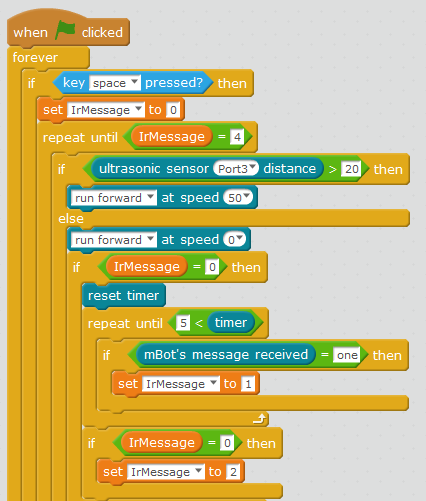 when clicked
forever
if key space pressed? then
set IrMessage to 0
repeat until IrMessage = 4
if ultrasonic sensor Port3 distance > 20 then
run forward at speed 50
else
run forward at speed 0
if IrMessage = 0 then
reset timer
repeat until 5 < timer
if mBot's message received = one then
set IrMessage to 1
if IrMessage = 0 then
set IrMessage to 2